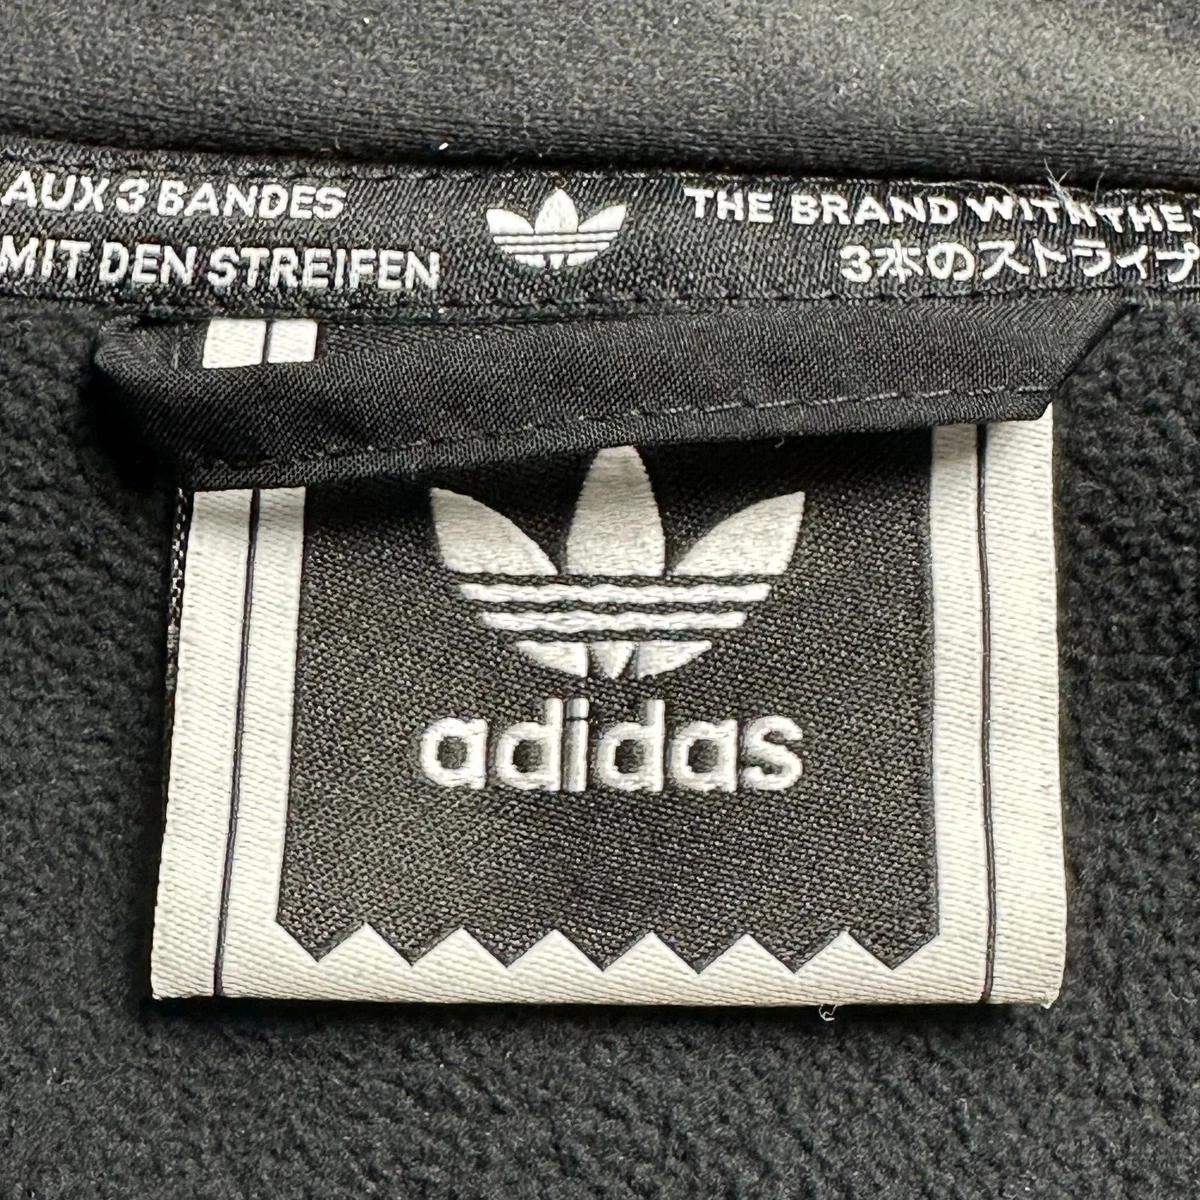 AUX 3 BANDES
MIT DEN STREIFEN
THE BRAND WITH THE
3本のストライプ
adidas